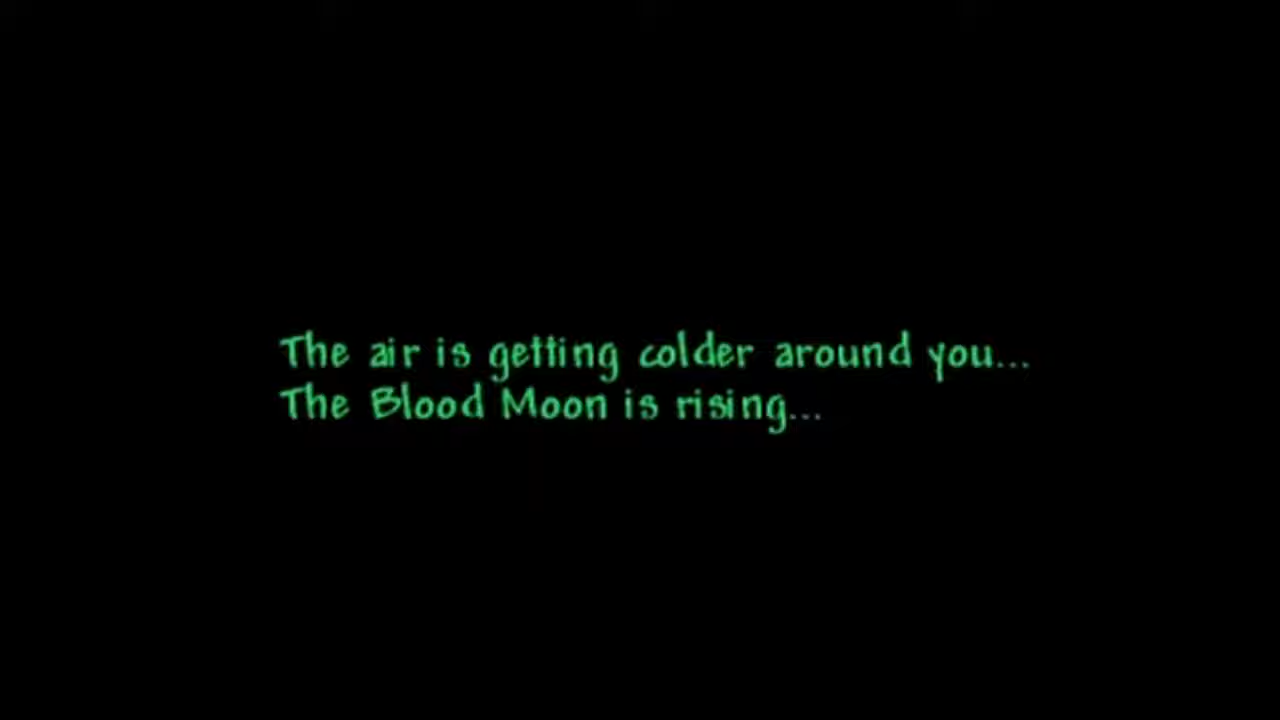 The air is getting colder around you...
The Blood Moon is rising...